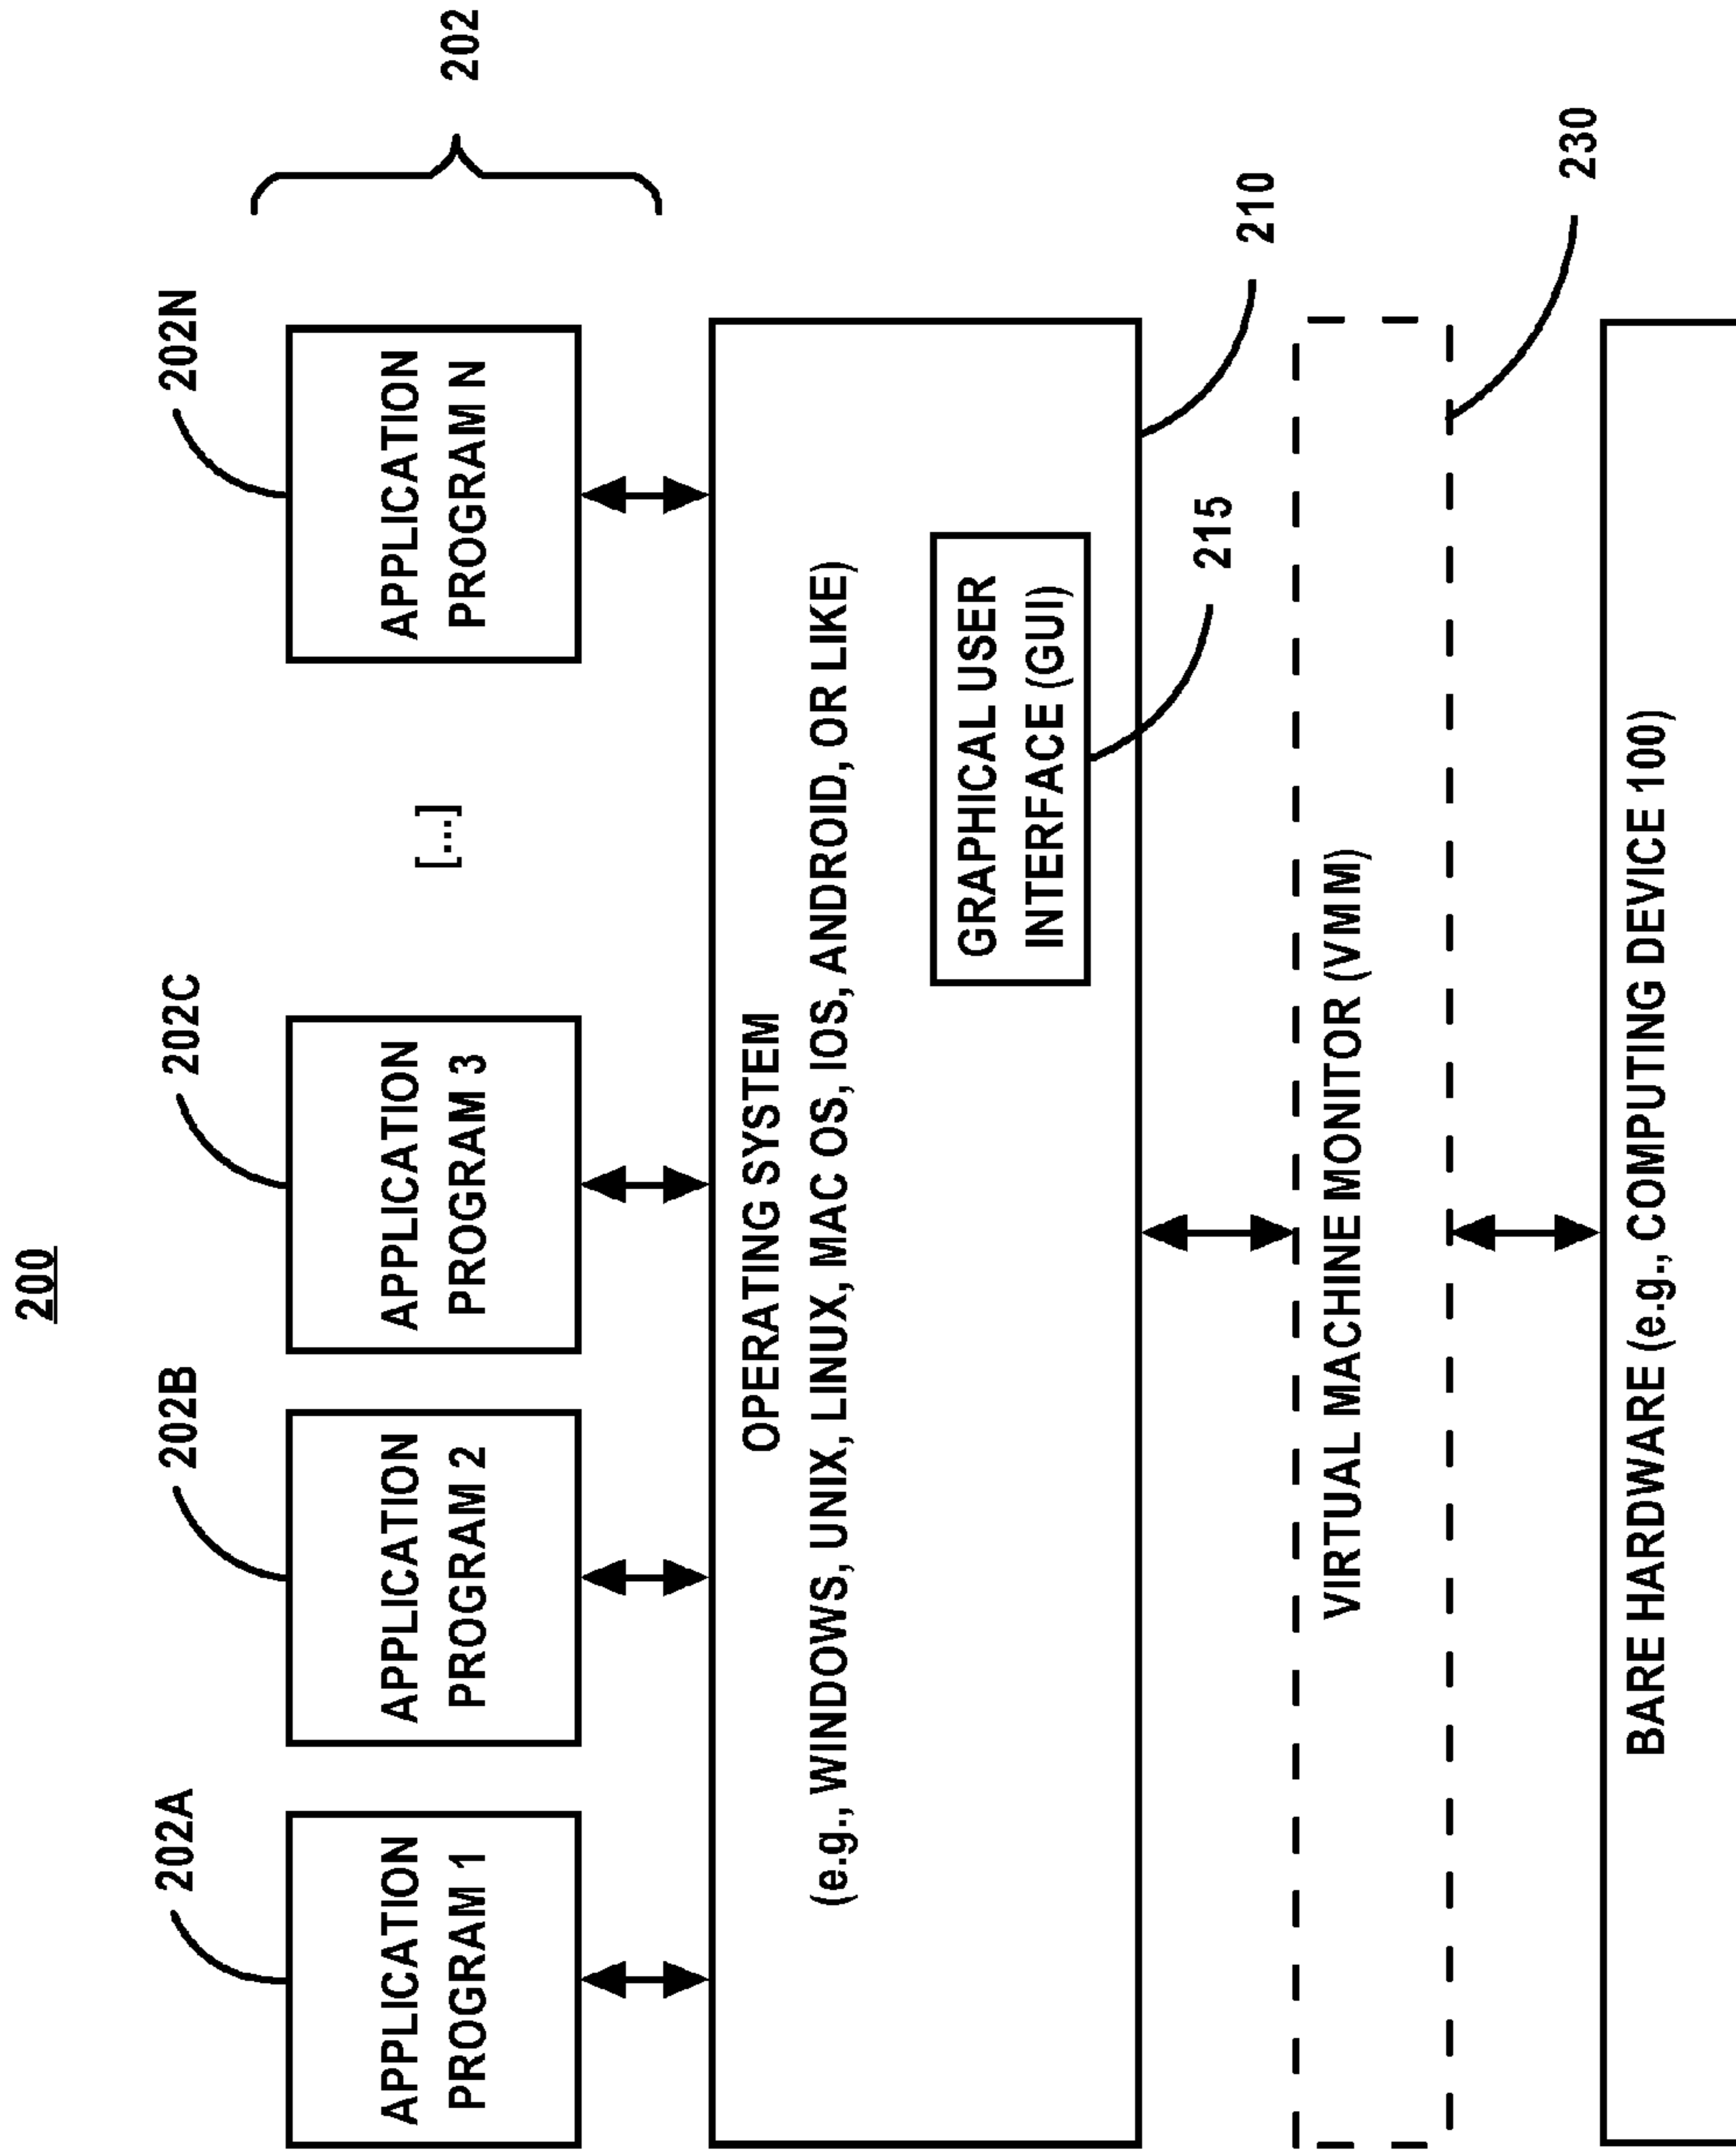 200
202A
202B
202C
202N
202
APPLICATION
PROGRAM 1
APPLICATION
PROGRAM 2
APPLICATION
PROGRAM 3
[...]
APPLICATION
PROGRAM N
OPERATING SYSTEM
(e.g., WINDOWS, UNIX, LINUX, MAC OS, IOS, ANDROID, OR LIKE)
GRAPHICAL USER
INTERFACE (GUI)
215
210
VIRTUAL MACHINE MONITOR (VMM)
230
BARE HARDWARE (e.g., COMPUTING DEVICE 100)